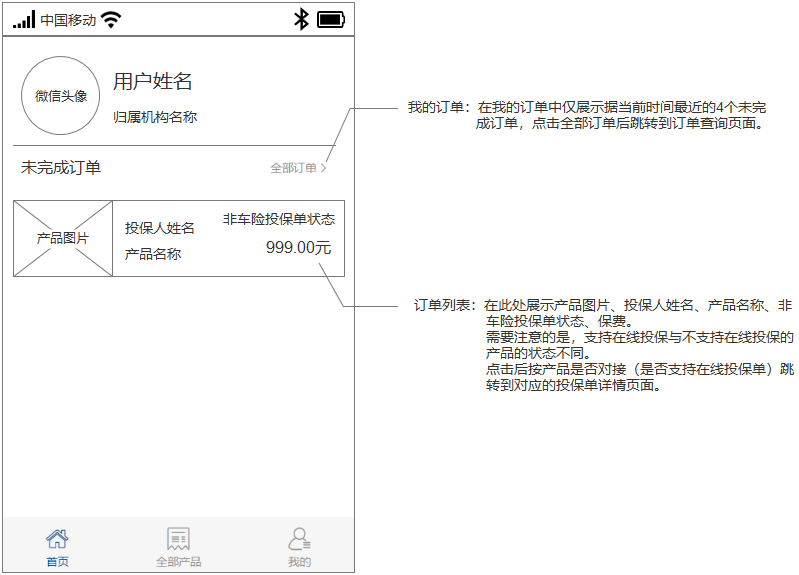 中国移动
微信头像
用户姓名
归属机构名称
未完成订单
全部订单
产品图片
投保人姓名
非车险投保单状态
产品名称
999.00元
首页
全部产品
我的
我的订单：在我的订单中仅展示据当前时间最近的4个未完
成订单，点击全部订单后跳转到订单查询页面。
订单列表：在此处展示产品图片、投保人姓名、产品名称、非
车险投保单状态、保费。
需要注意的是，支持在线投保与不支持在线投保的
产品的状态不同。
点击后按产品是否对接（是否支持在线投保单）跳
转到对应的投保单详情页面。